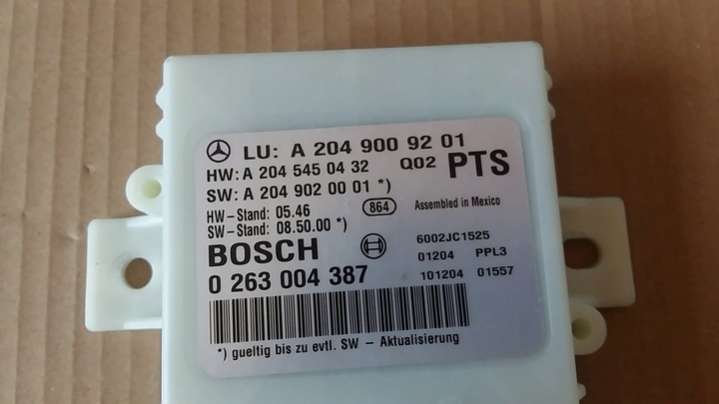 LU: A 204 900 92 01
HW: A 204 545 04 32 Q02 PTS
SW: A 204 902 00 01 *)
HW-Stand: 05.46 864 Assembled in Mexico
SW-Stand: 08.50.00 *)
BOSCH 6002JC1525
01204 PPL3
0 263 004 387 101204 01557
*) gueltig bis zu evtl. SW - Aktualisierung